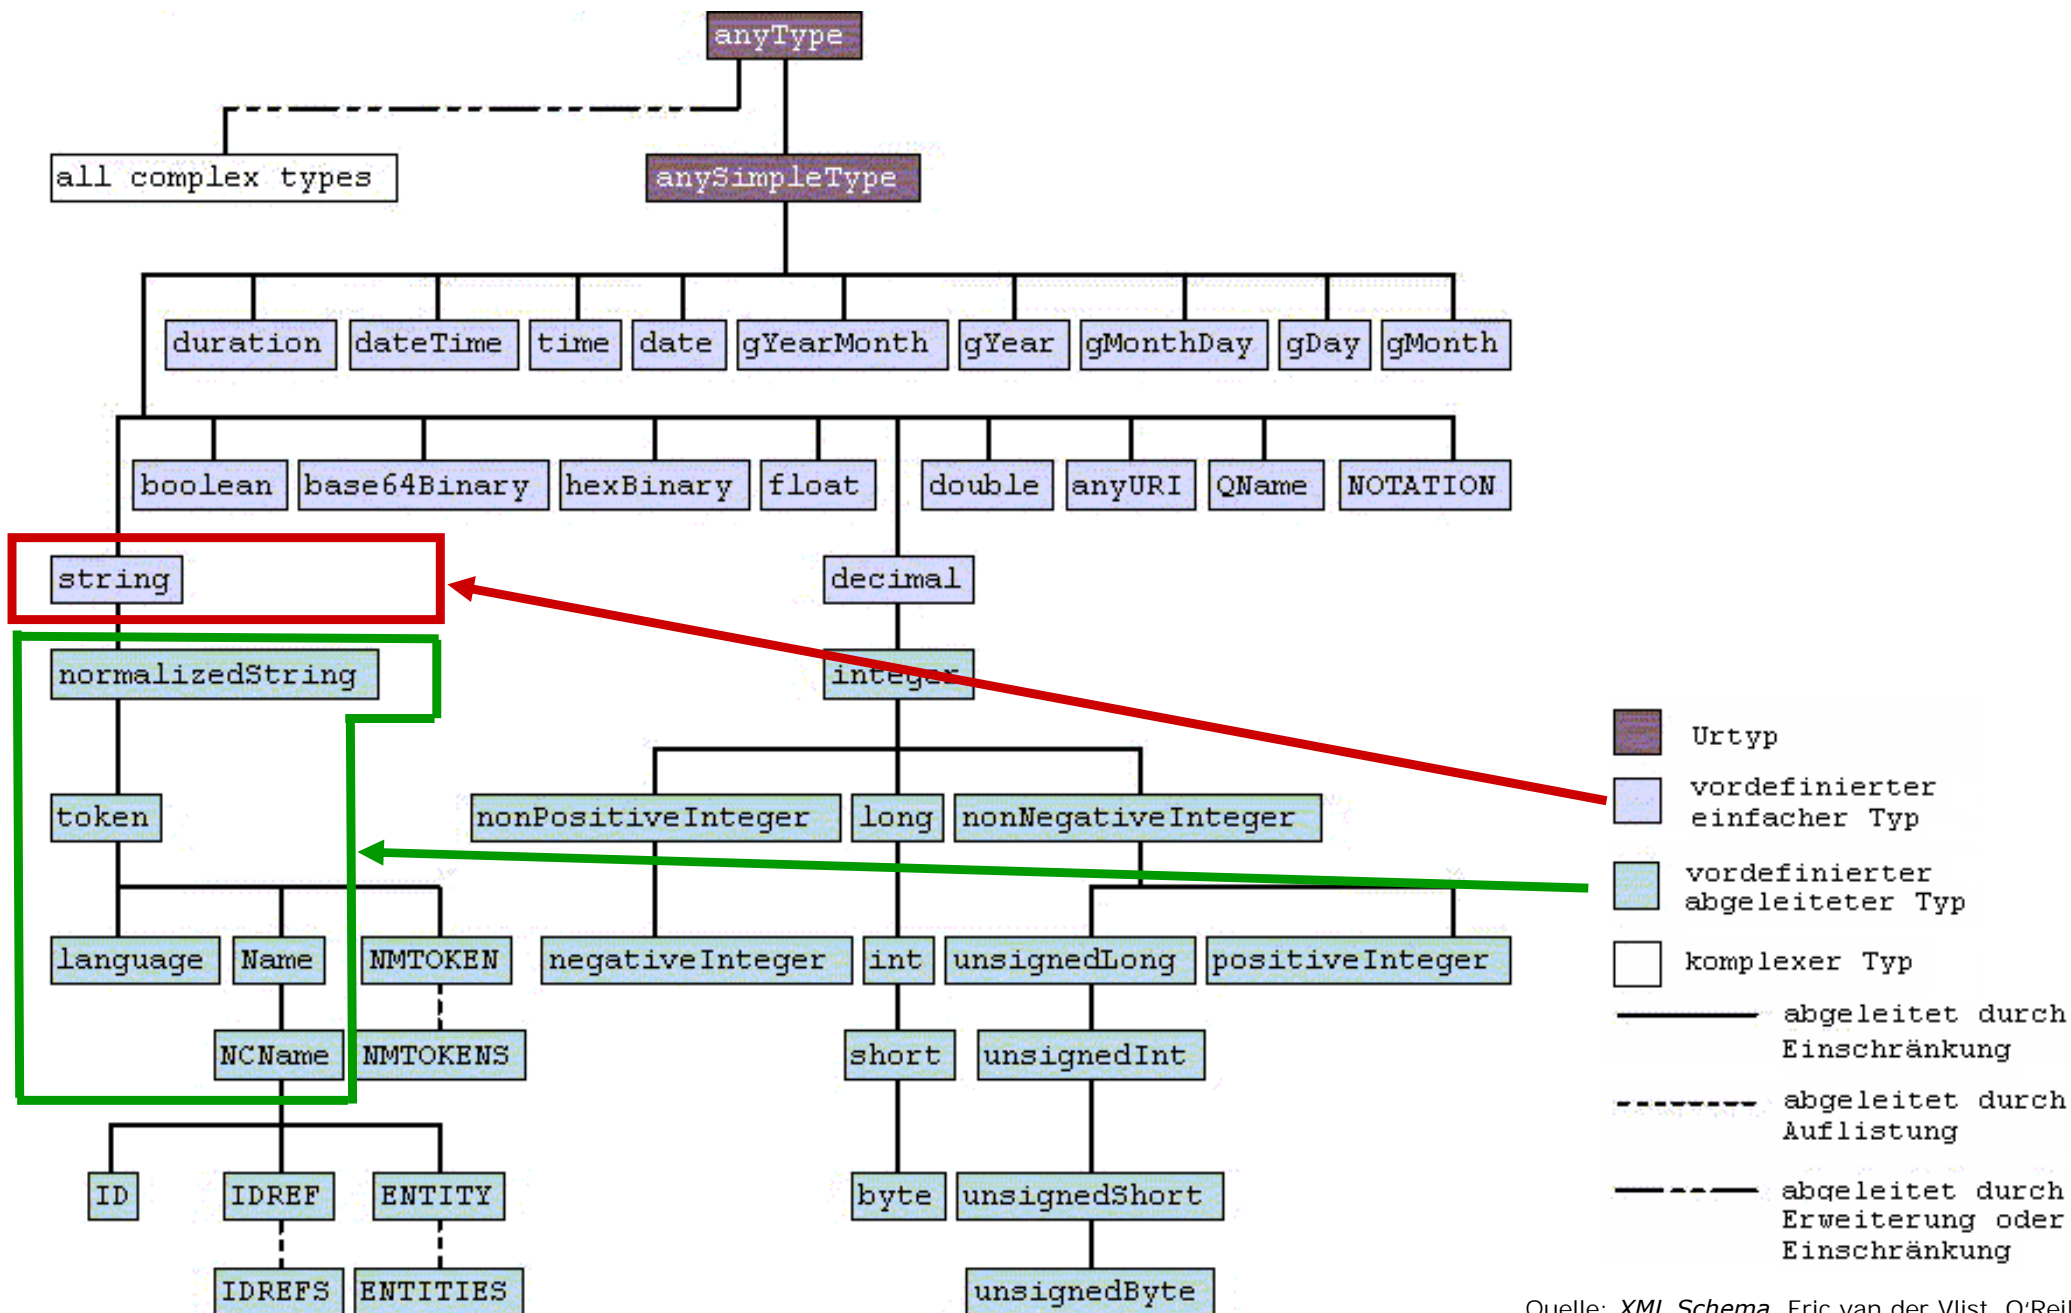 anyType
all complex types
anySimpleType
duration
dateTime
time
date
gYearMonth
gYear
gMonthDay
gDay
gMonth
boolean
base64Binary
hexBinary
float
double
anyURI
QName
NOTATION
string
decimal
normalizedString
integer
token
nonPositiveInteger
long
nonNegativeInteger
language
Name
NMTOKEN
negativeInteger
int
unsignedLong
positiveInteger
NCName
NMTOKENS
short
unsignedInt
ID
IDREF
ENTITY
byte
unsignedShort
IDREFS
ENTITIES
unsignedByte
Urtyp
vordefinierter
einfacher Typ
vordefinierter
abgeleiteter Typ
komplexer Typ
abgeleitet durch
Einschränkung
abgeleitet durch
Auflistung
abgeleitet durch
Erweiterung oder
Einschränkung
Quelle: XML Schema, Eric van der Vlist, O'Reil